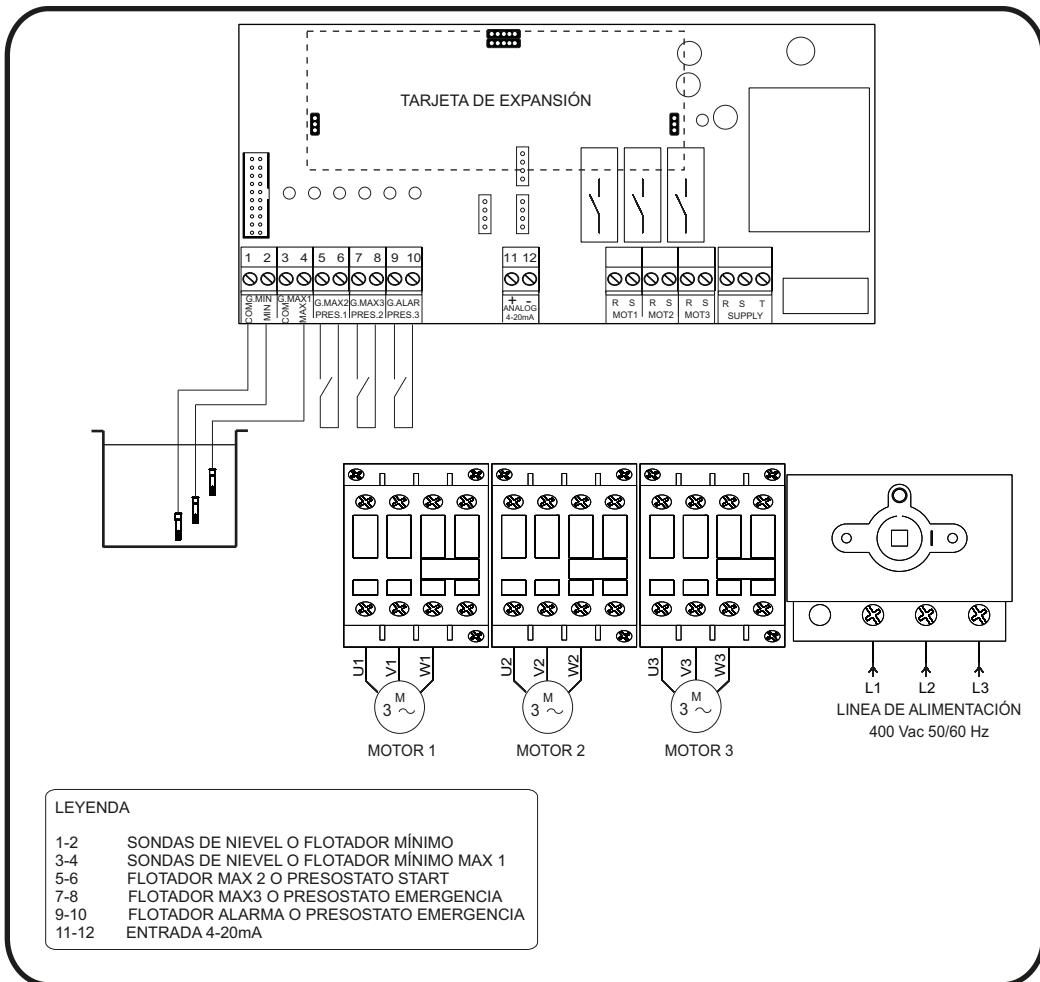 TARJETA DE EXPANSIÓN
1 2 3 4 5 6 7 8 9 10
11 12
G.MIN G.MAX1 G.MAX2 G.MAX3 G.ALAR
COM MIN COM MAX PRES.1 PRES.2 PRES.3
+ -
ANALOG
4-20mA
R S R S R S
MOT1 MOT2 MOT3
R S T
SUPPLY
U1 V1 W1
U2 V2 W2
U3 V3 W3
M
3 ~
M
3 ~
M
3 ~
MOTOR 1
MOTOR 2
MOTOR 3
I
L1 L2 L3
LINEA DE ALIMENTACIÓN
400 Vac 50/60 Hz
LEYENDA
1-2 SONDAS DE NIEVEL O FLOTADOR MÍNIMO
3-4 SONDAS DE NIEVEL O FLOTADOR MÍNIMO MAX 1
5-6 FLOTADOR MAX 2 O PRESOSTATO START
7-8 FLOTADOR MAX3 O PRESOSTATO EMERGENCIA
9-10 FLOTADOR ALARMA O PRESOSTATO EMERGENCIA
11-12 ENTRADA 4-20mA